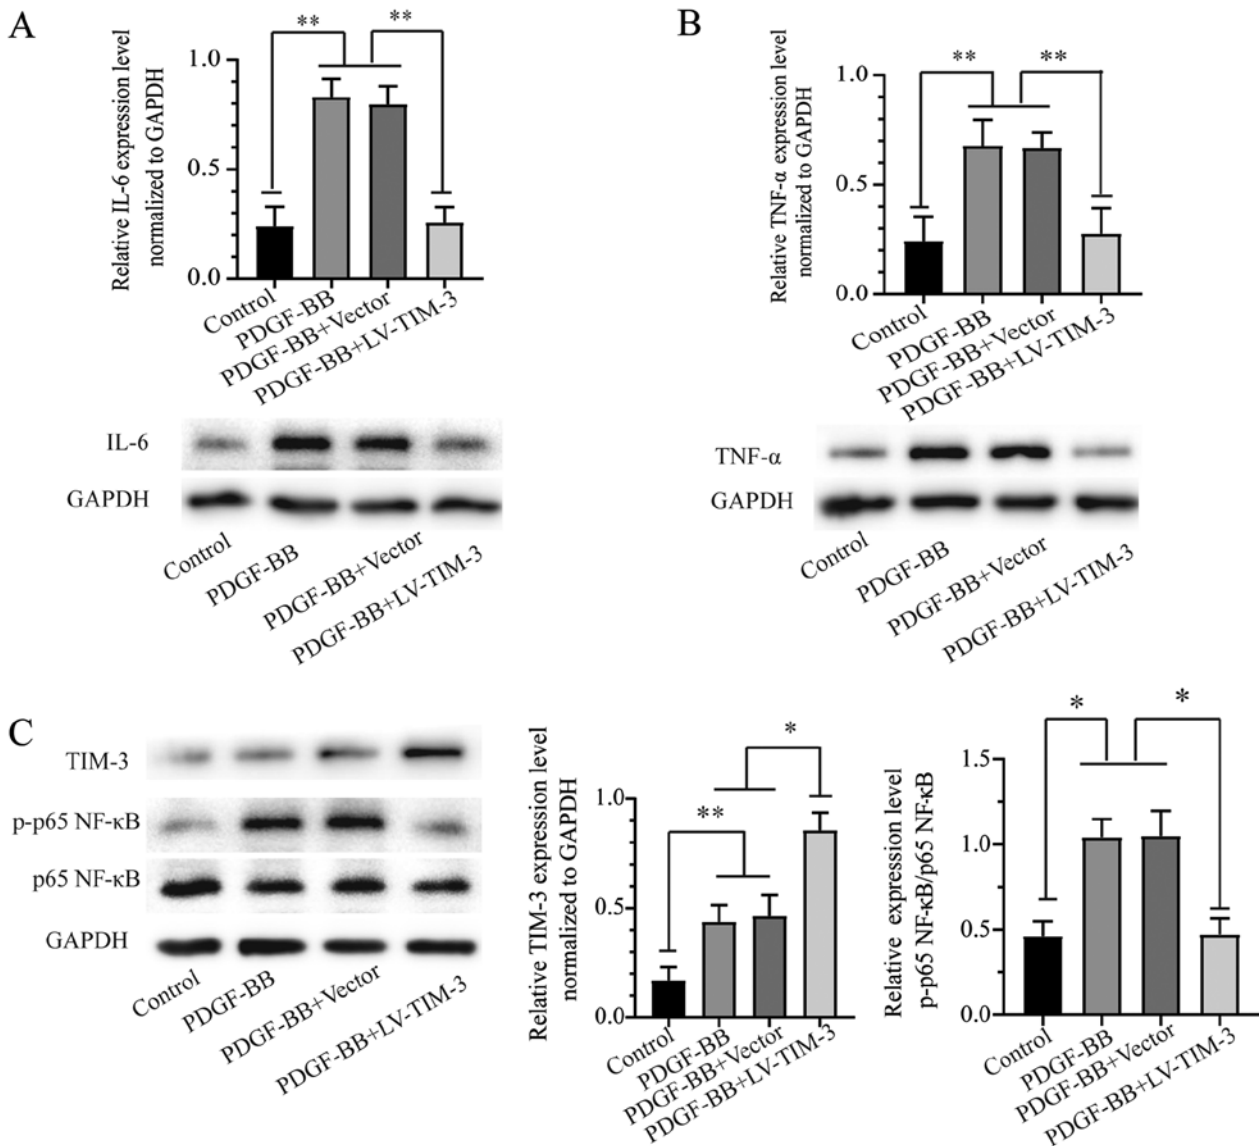 A
B
** **
Relative IL-6 expression level
normalized to GAPDH
1.0
0.5
0.0
Control
PDGF-BB
PDGF-BB+Vector
PDGF-BB+LV-TIM-3
** **
Relative TNF-α expression level
normalized to GAPDH
1.0
0.5
0.0
Control
PDGF-BB
PDGF-BB+Vector
PDGF-BB+LV-TIM-3
IL-6
GAPDH
Control
PDGF-BB
PDGF-BB+Vector
PDGF-BB+LV-TIM-3
TNF-α
GAPDH
Control
PDGF-BB
PDGF-BB+Vector
PDGF-BB+LV-TIM-3
C
TIM-3
p-p65 NF-κB
p65 NF-κB
GAPDH
Control
PDGF-BB
PDGF-BB+Vector
PDGF-BB+LV-TIM-3
Relative TIM-3 expression level
normalized to GAPDH
*
**
1.0
0.5
0.0
Control
PDGF-BB
PDGF-BB+Vector
PDGF-BB+LV-TIM-3
Relative expression level
p-p65 NF-κB/p65 NF-κB
* *
1.5
1.0
0.5
0.0
Control
PDGF-BB
PDGF-BB+Vector
PDGF-BB+LV-TIM-3